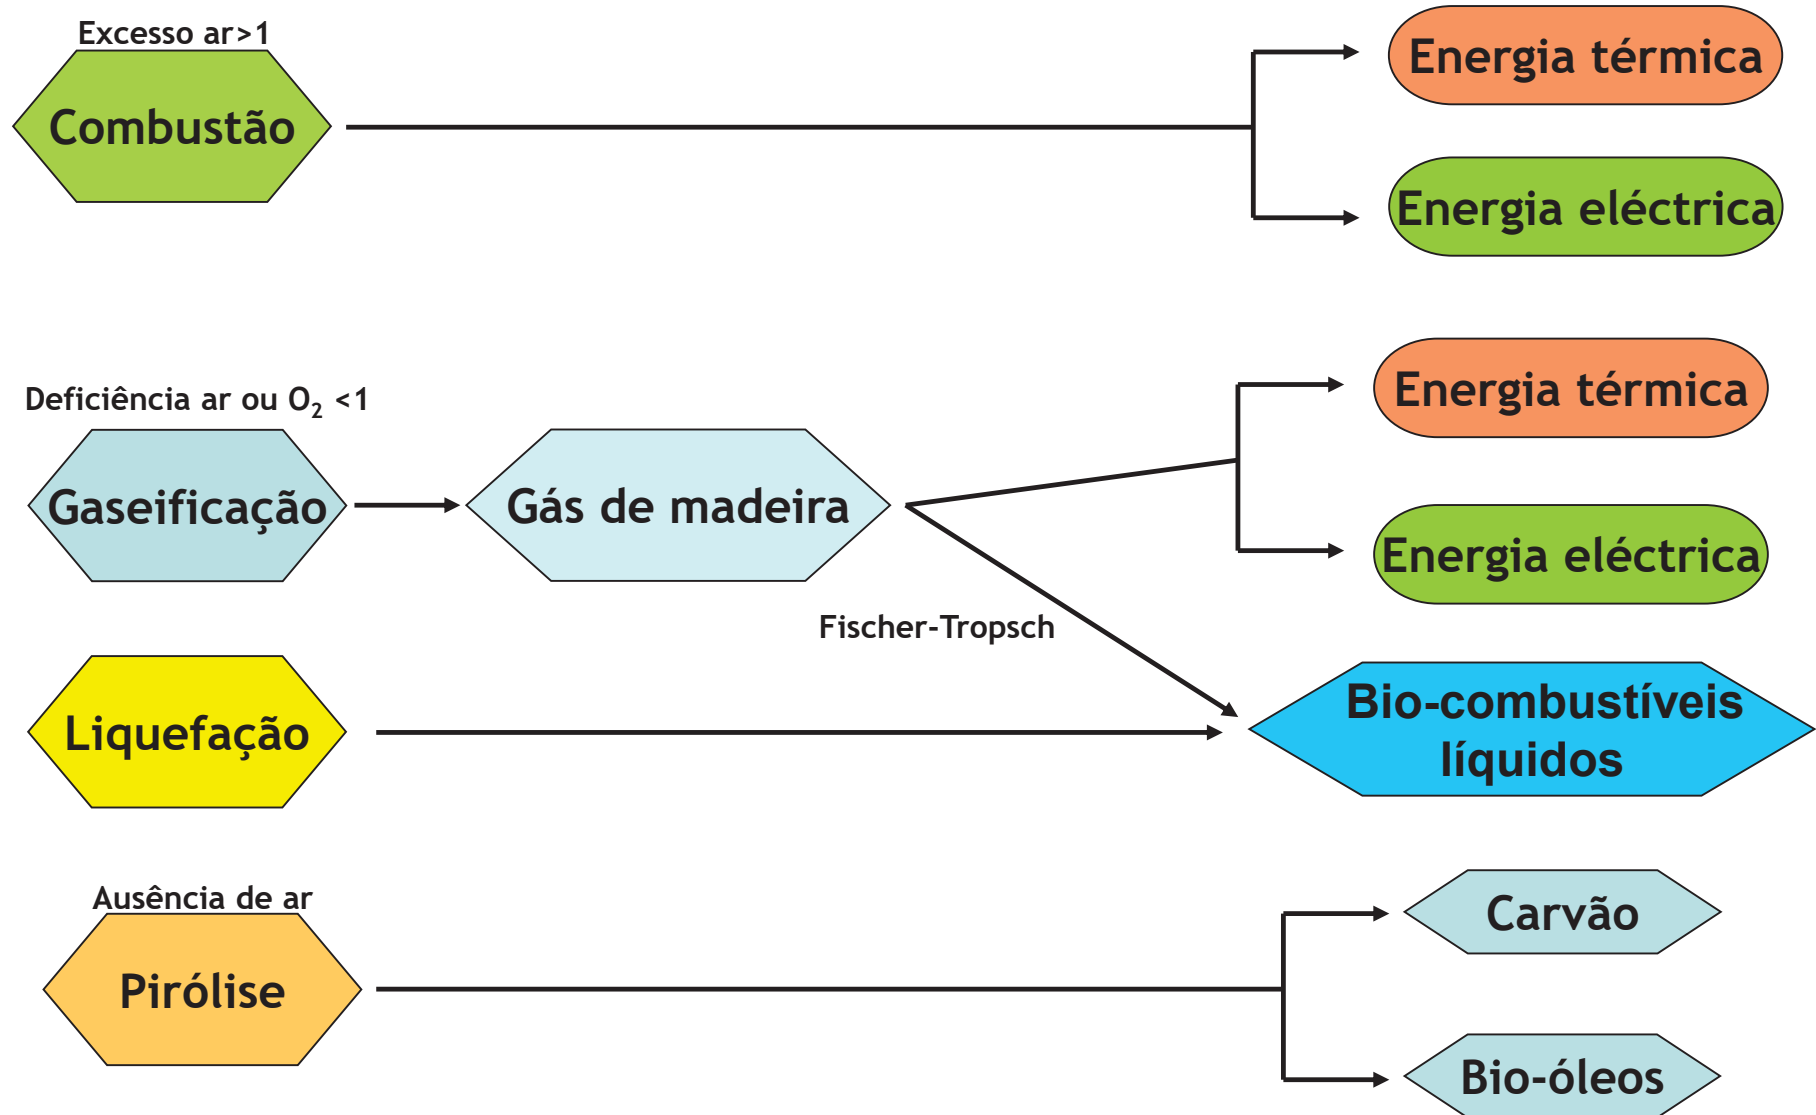 Excesso ar>1
Combustão
Energia térmica
Energia eléctrica
Deficiência ar ou O₂ <1
Gaseificação
Gás de madeira
Energia térmica
Energia eléctrica
Fischer-Tropsch
Liquefação
Bio-combustíveis
líquidos
Ausência de ar
Pirólise
Carvão
Bio-óleos